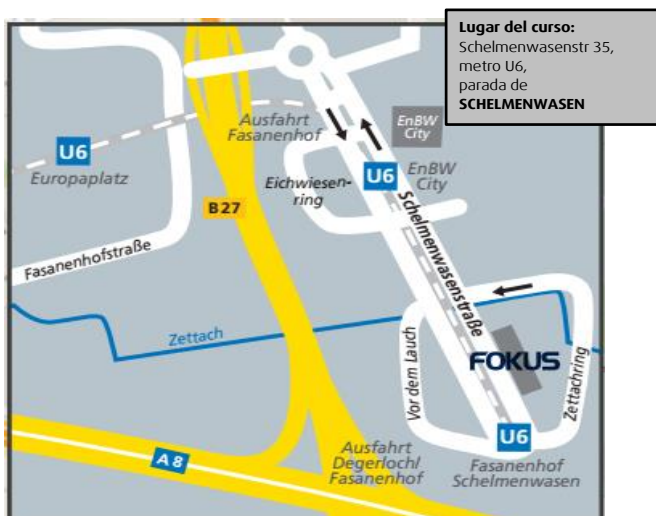 Lugar del curso:
Schelmenwasenstr 35,
metro U6,
parada de
SCHELMENWASEN
Ausfahrt
Fasanenhof
EnBW
City
U6
Europaplatz
U6
EnBW
City
Eichwiesen-
ring
B27
Schelmenwasenstraße
Fasanenhofstraße
Zettach
Vor dem Lauch
FOKUS
Zettachring
A8
Ausfahrt
Degerloch/
Fasanenhof
U6
Fasanenhof
Schelmenwasen